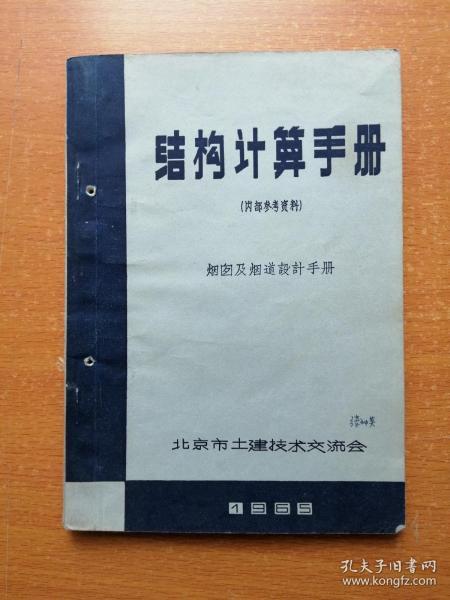 结构计算手册
(内部参考资料)
烟囱及烟道設計手册
北京市土建技术交流会
1965
孔夫子旧书网
www.kongfz.com